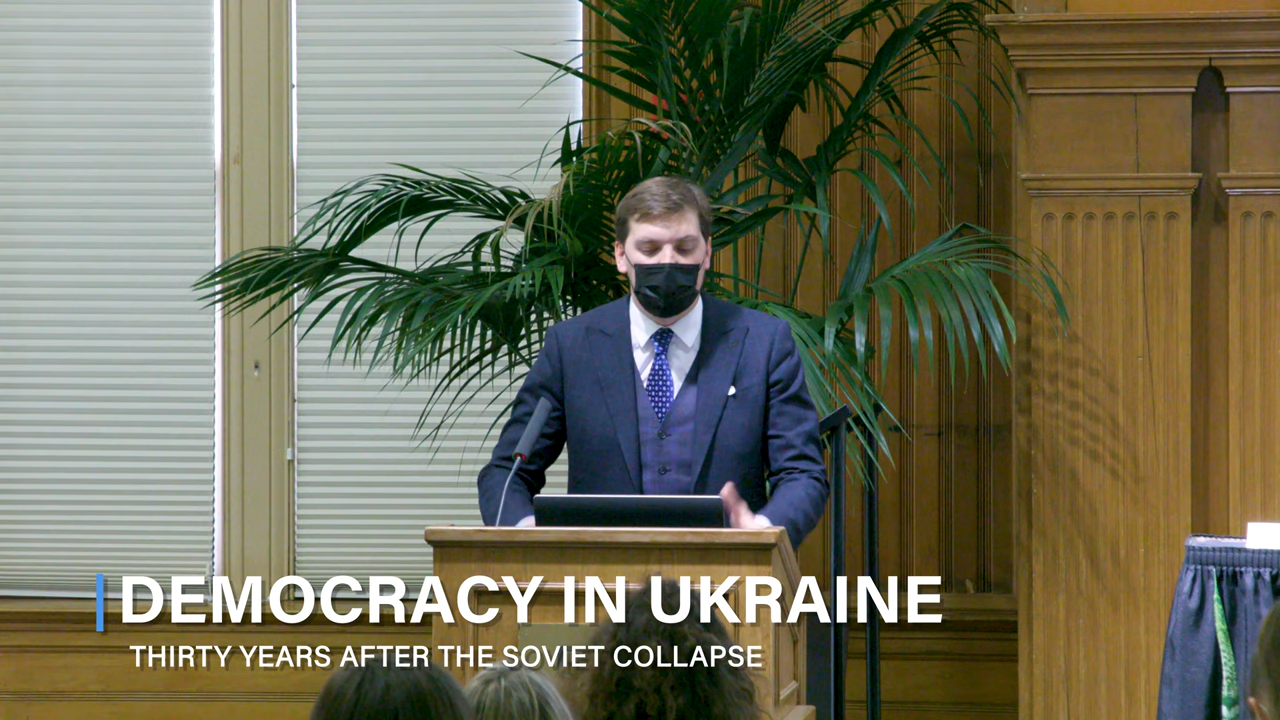 DEMOCRACY IN UKRAINE
THIRTY YEARS AFTER THE SOVIET COLLAPSE